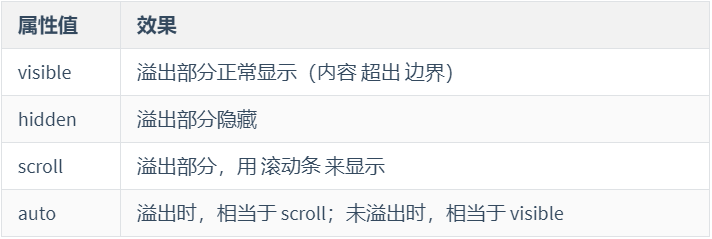 属性值 效果
visible 溢出部分正常显示（内容 超出 边界）
hidden 溢出部分隐藏
scroll 溢出部分，用 滚动条 来显示
auto 溢出时，相当于 scroll；未溢出时，相当于 visible